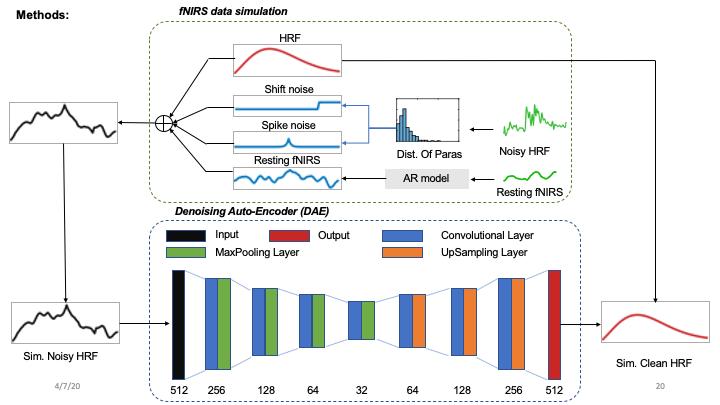 Methods:
fNIRS data simulation
HRF
Shift noise
Spike noise
Dist. Of Paras
Noisy HRF
Resting fNIRS
AR model
Resting fNIRS
Denoising Auto-Encoder (DAE)
Input
Output
Convolutional Layer
MaxPooling Layer
UpSampling Layer
Sim. Noisy HRF
Sim. Clean HRF
512
256
128
64
32
64
128
256
512
4/7/20
20